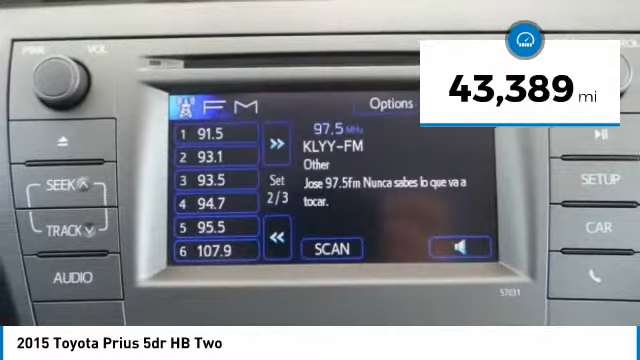 PWR VOL
43,389 mi
FM
Options
97.5 MHz
1 91.5
KLYY-FM
2 93.1
Other
3 93.5
Set
Jose 97.5fm Nunca sabes lo que va a
2/3
4 94.7
tocar.
5 95.5
6 107.9
SCAN
SEEK
TRACK
AUDIO
SETUP
CAR
57031
2015 Toyota Prius 5dr HB Two